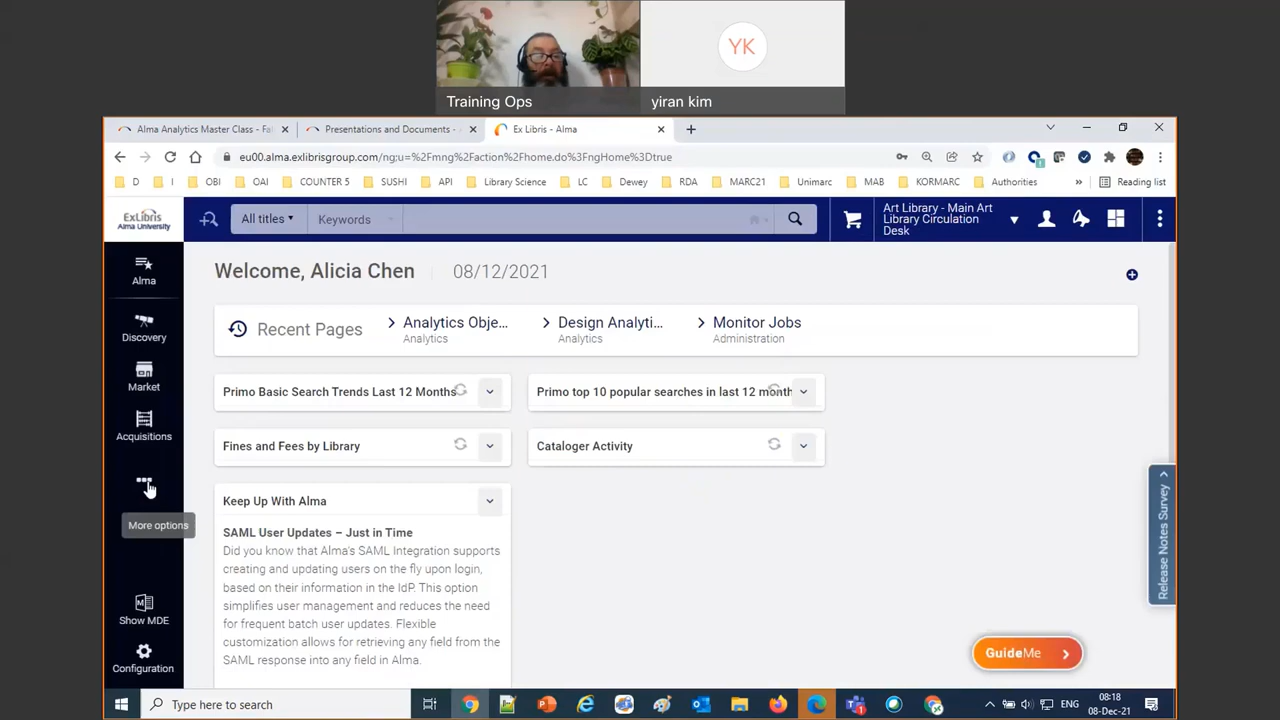 YK
Training Ops
yiran kim
Alma Analytics Master Class - Fal
Presentations and Documents -
Ex Libris - Alma
eu00.alma.exlibrisgroup.com/ng:u=%2Fmng%2Faction%2Fhome.do%3FngHome%3Dtrue
D
I
OBI
OAI
COUNTER 5
SUSHI
API
Library Science
LC
Dewey
RDA
MARC21
Unimarc
MAB
KORMARC
Authorities
»
Reading list
ExLibris
Alma University
All titles
Keywords
Art Library - Main Art
Library Circulation
Desk
Alma
Discovery
Market
Acquisitions
More options
Show MDE
Configuration
Welcome, Alicia Chen
08/12/2021
Recent Pages
Analytics Obje...
Analytics
Design Analyti...
Analytics
Monitor Jobs
Administration
Primo Basic Search Trends Last 12 Months
Primo top 10 popular searches in last 12 month
Fines and Fees by Library
Cataloger Activity
Keep Up With Alma
SAML User Updates – Just in Time
Did you know that Alma's SAML Integration supports
creating and updating users on the fly upon login,
based on their information in the IdP. This option
simplifies user management and reduces the need
for frequent batch user updates. Flexible
customization allows for retrieving any field from the
SAML response into any field in Alma.
Release Notes Survey
GuideMe
Type here to search
ENG
08:18
08-Dec-21